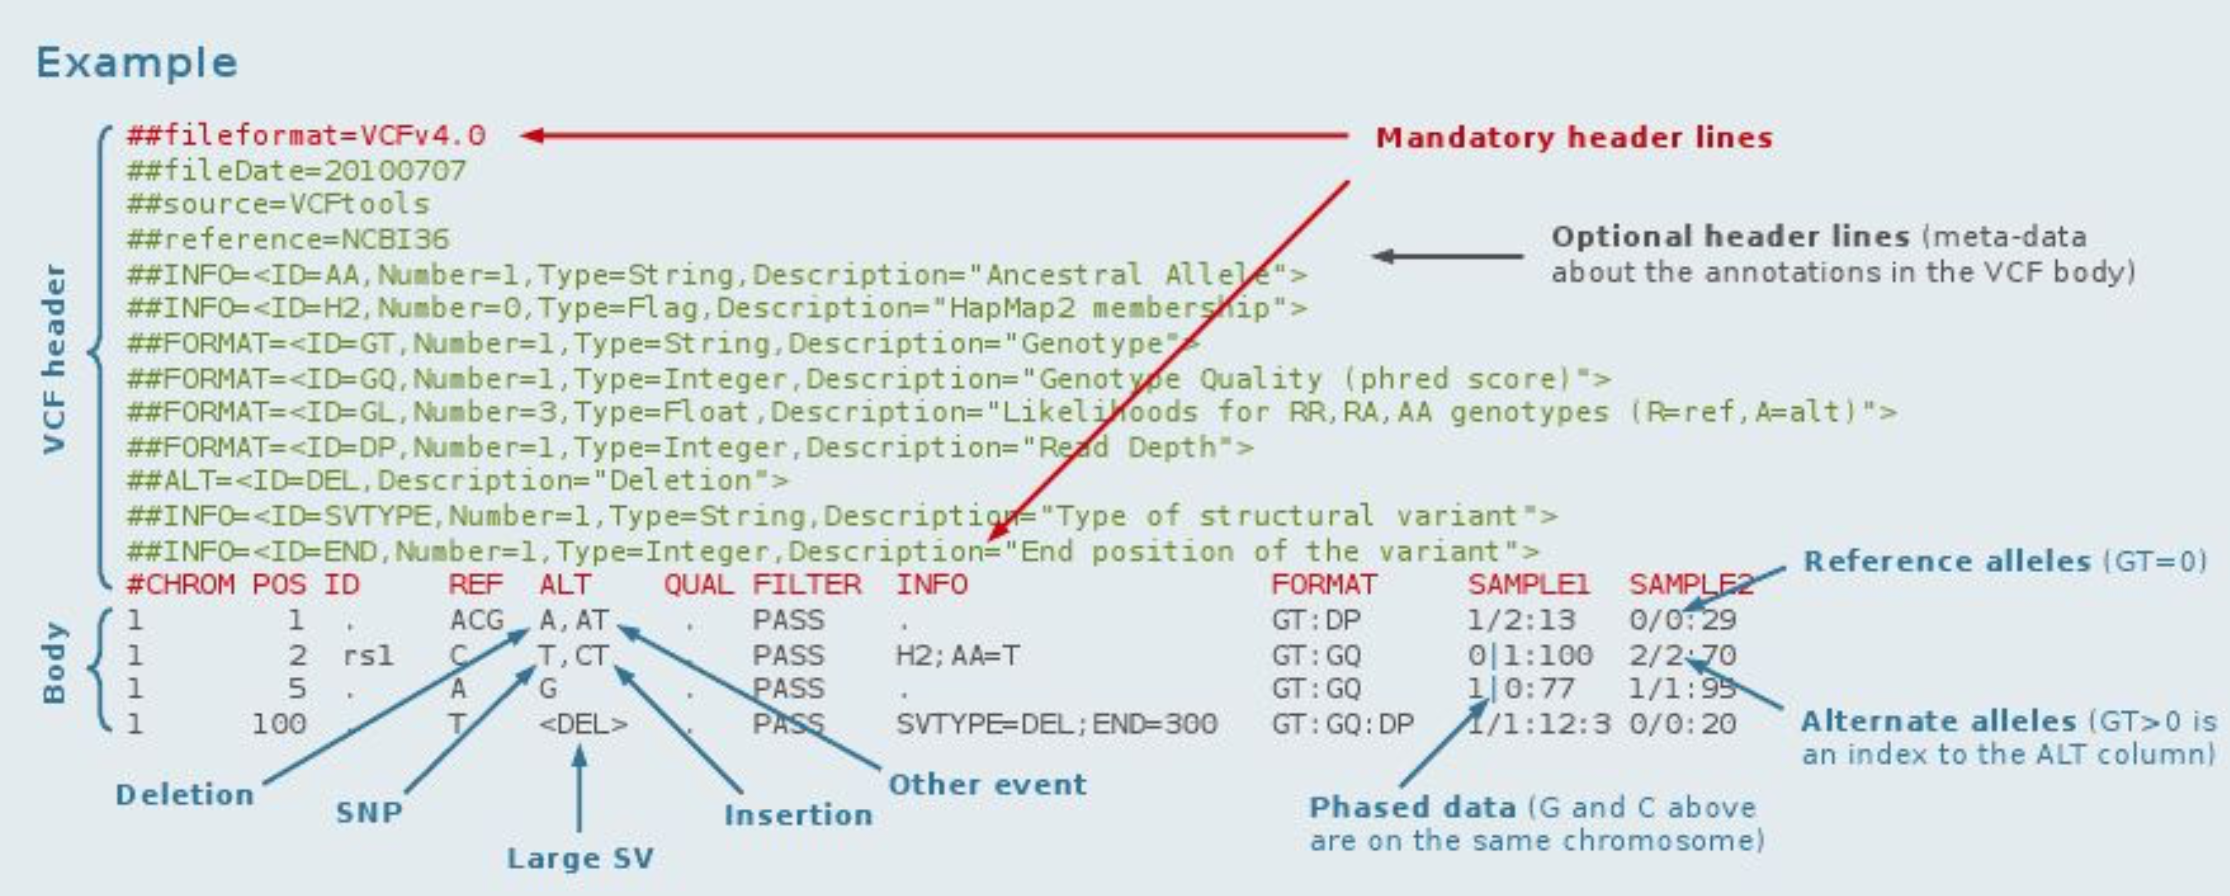 Example
##fileformat=VCFv4.0
Mandatory header lines
##fileDate=20100707
##source=VCFtools
##reference=NCBI36
Optional header lines (meta-data
about the annotations in the VCF body)
##INFO=<ID=AA,Number=1,Type=String,Description="Ancestral Allele">
##INFO=<ID=H2,Number=0,Type=Flag,Description="HapMap2 membership">
##FORMAT=<ID=GT,Number=1,Type=String,Description="Genotype">
##FORMAT=<ID=GQ,Number=1,Type=Integer,Description="Genotype Quality (phred score)">
##FORMAT=<ID=GL,Number=3,Type=Float,Description="Likelihoods for RR,RA,AA genotypes (R=ref,A=alt)">
##FORMAT=<ID=DP,Number=1,Type=Integer,Description="Read Depth">
##ALT=<ID=DEL,Description="Deletion">
##INFO=<ID=SVTYPE,Number=1,Type=String,Description="Type of structural variant">
##INFO=<ID=END,Number=1,Type=Integer,Description="End position of the variant">
VCF header
#CHROM POS ID REF ALT QUAL FILTER INFO FORMAT SAMPLE1 SAMPLE2
1 1 . ACG A,AT . PASS . GT:DP 1/2:13 0/0:29
1 2 rs1 C T,CT . PASS H2;AA=T GT:GQ 0|1:100 2/2:70
1 5 . A G . PASS . GT:GQ 1|0:77 1/1:95
1 100 . T <DEL> . PASS SVTYPE=DEL;END=300 GT:GQ:DP 1/1:12:3 0/0:20
Body
Reference alleles (GT=0)
Alternate alleles (GT>0 is
an index to the ALT column)
Deletion
SNP
Large SV
Insertion
Other event
Phased data (G and C above
are on the same chromosome)